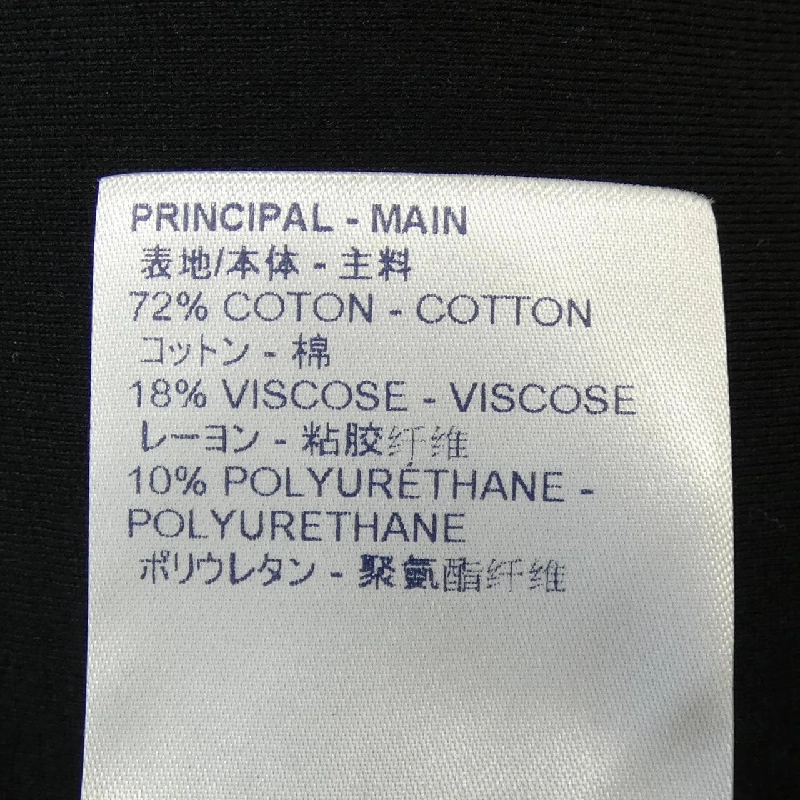 PRINCIPAL - MAIN
表地/本体 - 主料
72% COTON - COTTON
コットン - 棉
18% VISCOSE - VISCOSE
レーヨン - 粘胶纤维
10% POLYURÉTHANE -
POLYURETHANE
ポリウレタン - 聚氨酯纤维